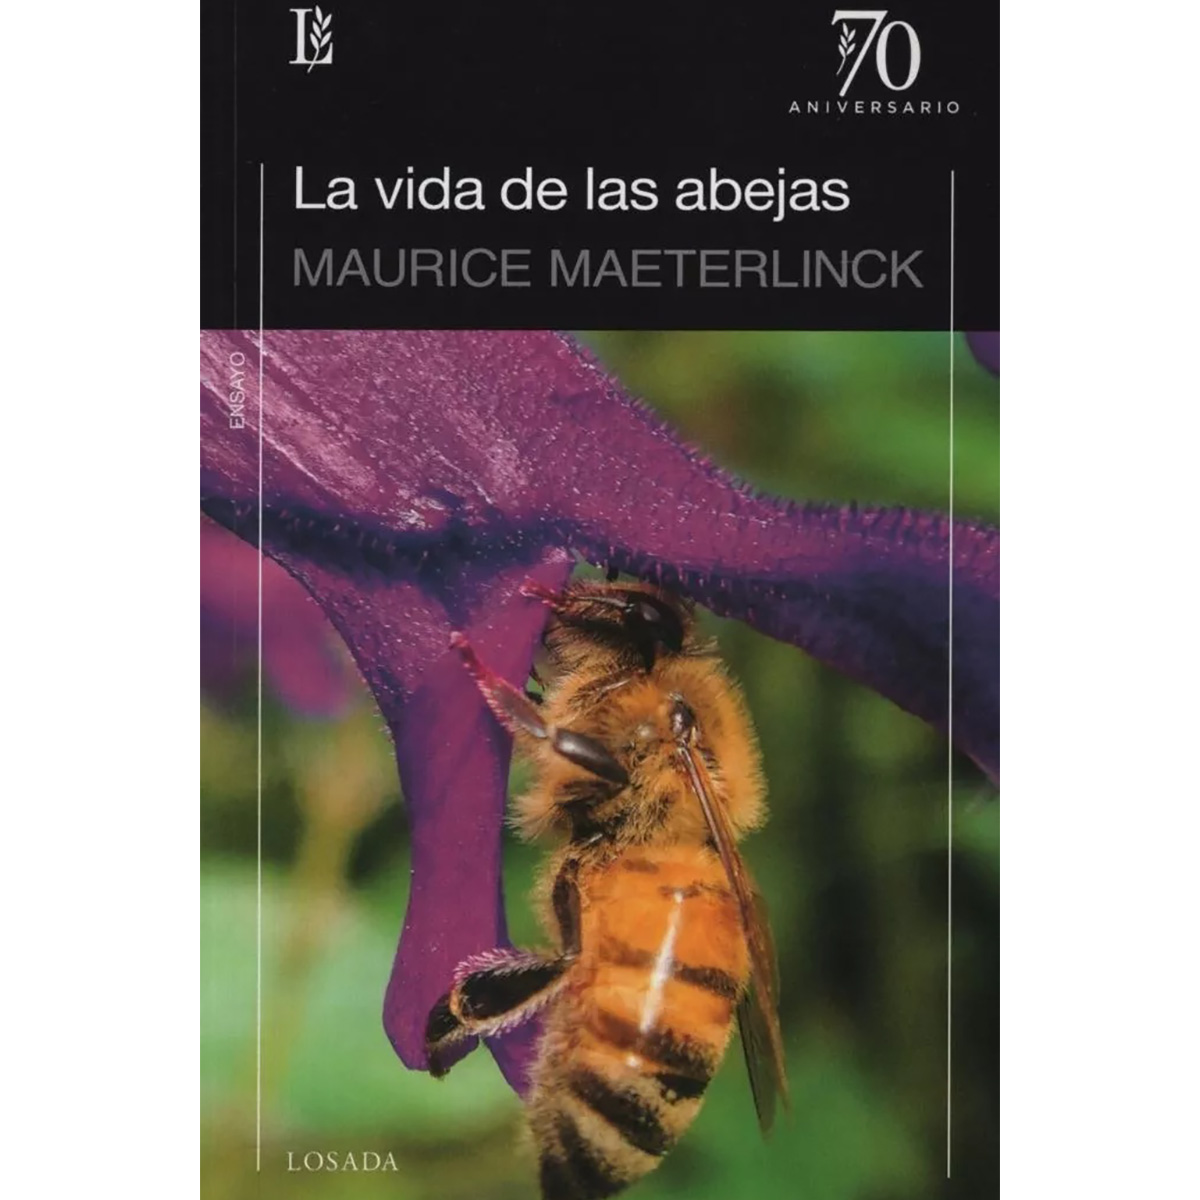 L
70
ANIVERSARIO
La vida de las abejas
MAURICE MAETERLINCK
ENSAYO
LOSADA